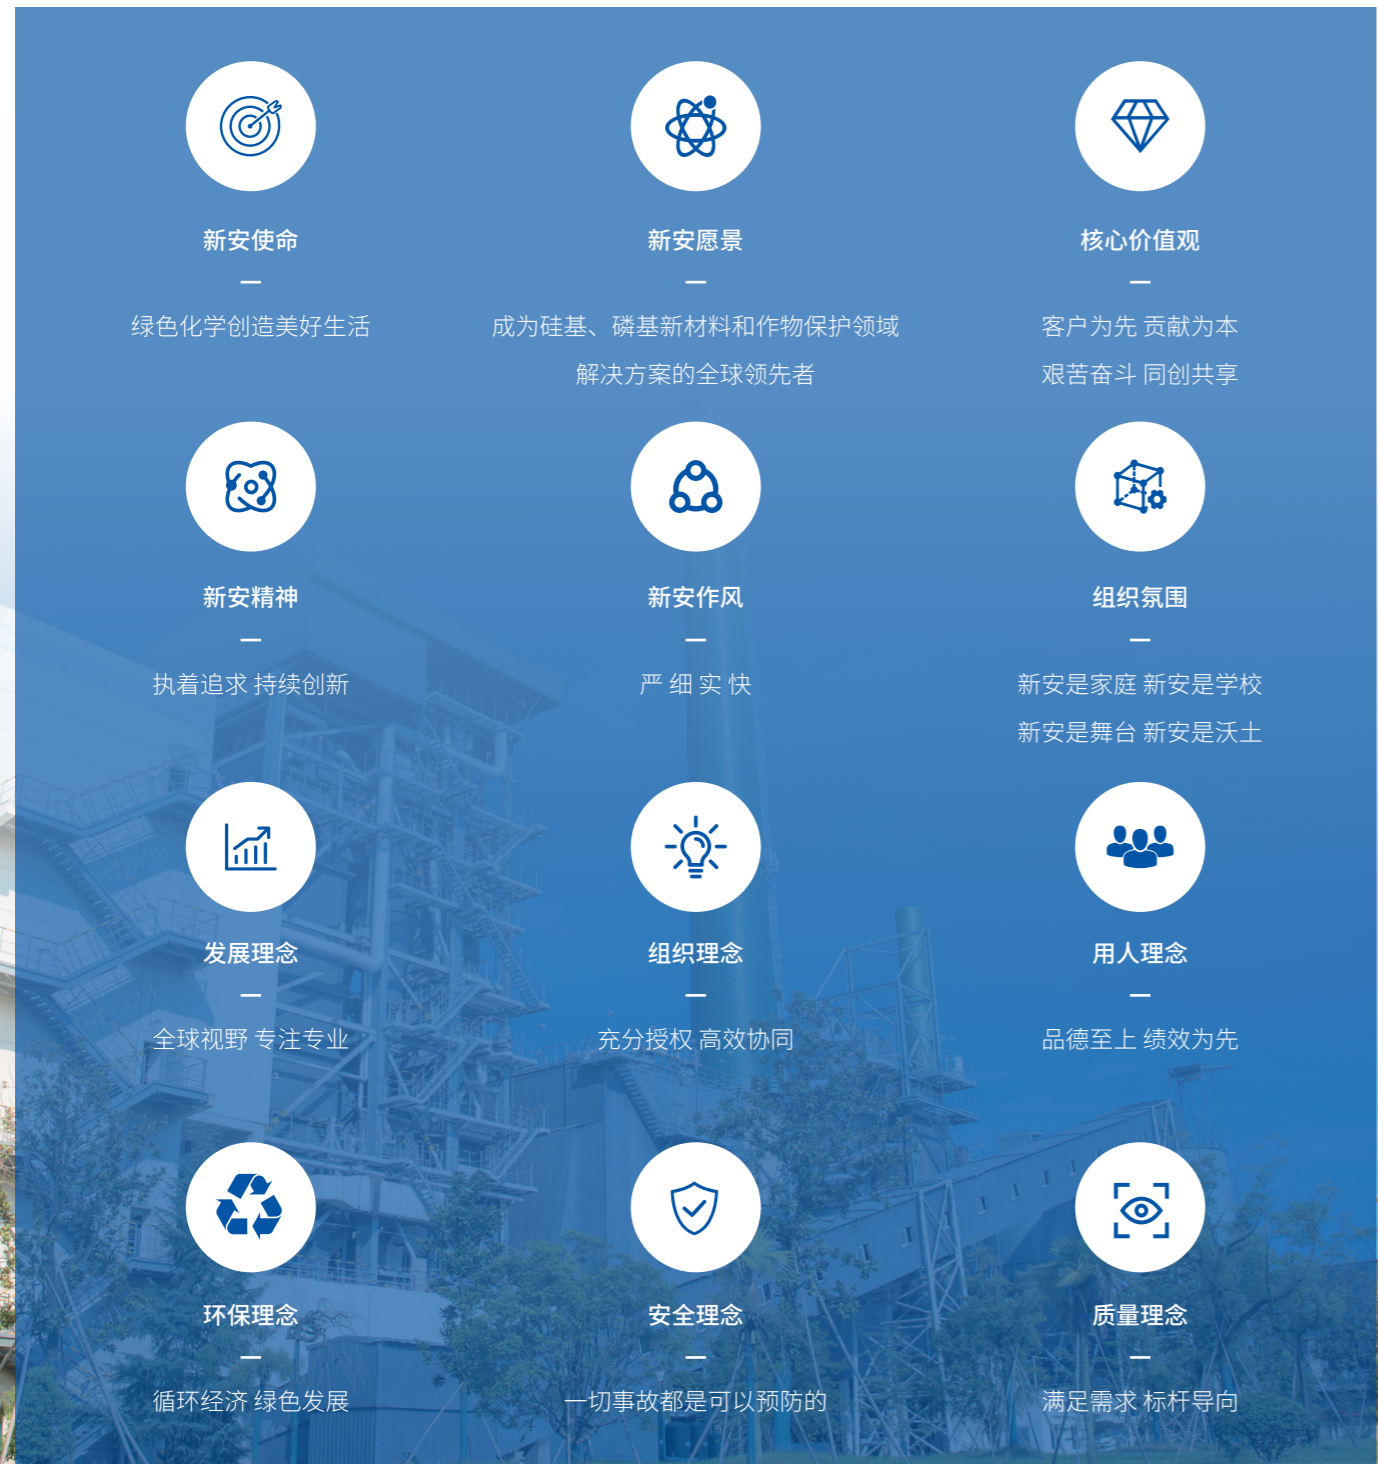 新安使命
绿色化学创造美好生活
新安愿景
成为硅基、磷基新材料和作物保护领域
解决方案的全球领先者
核心价值观
客户为先 贡献为本
艰苦奋斗 同创共享
新安精神
执着追求 持续创新
新安作风
严 细 实 快
组织氛围
新安是家庭 新安是学校
新安是舞台 新安是沃土
发展理念
全球视野 专注专业
组织理念
充分授权 高效协同
用人理念
品德至上 绩效为先
环保理念
循环经济 绿色发展
安全理念
一切事故都是可以预防的
质量理念
满足需求 标杆导向